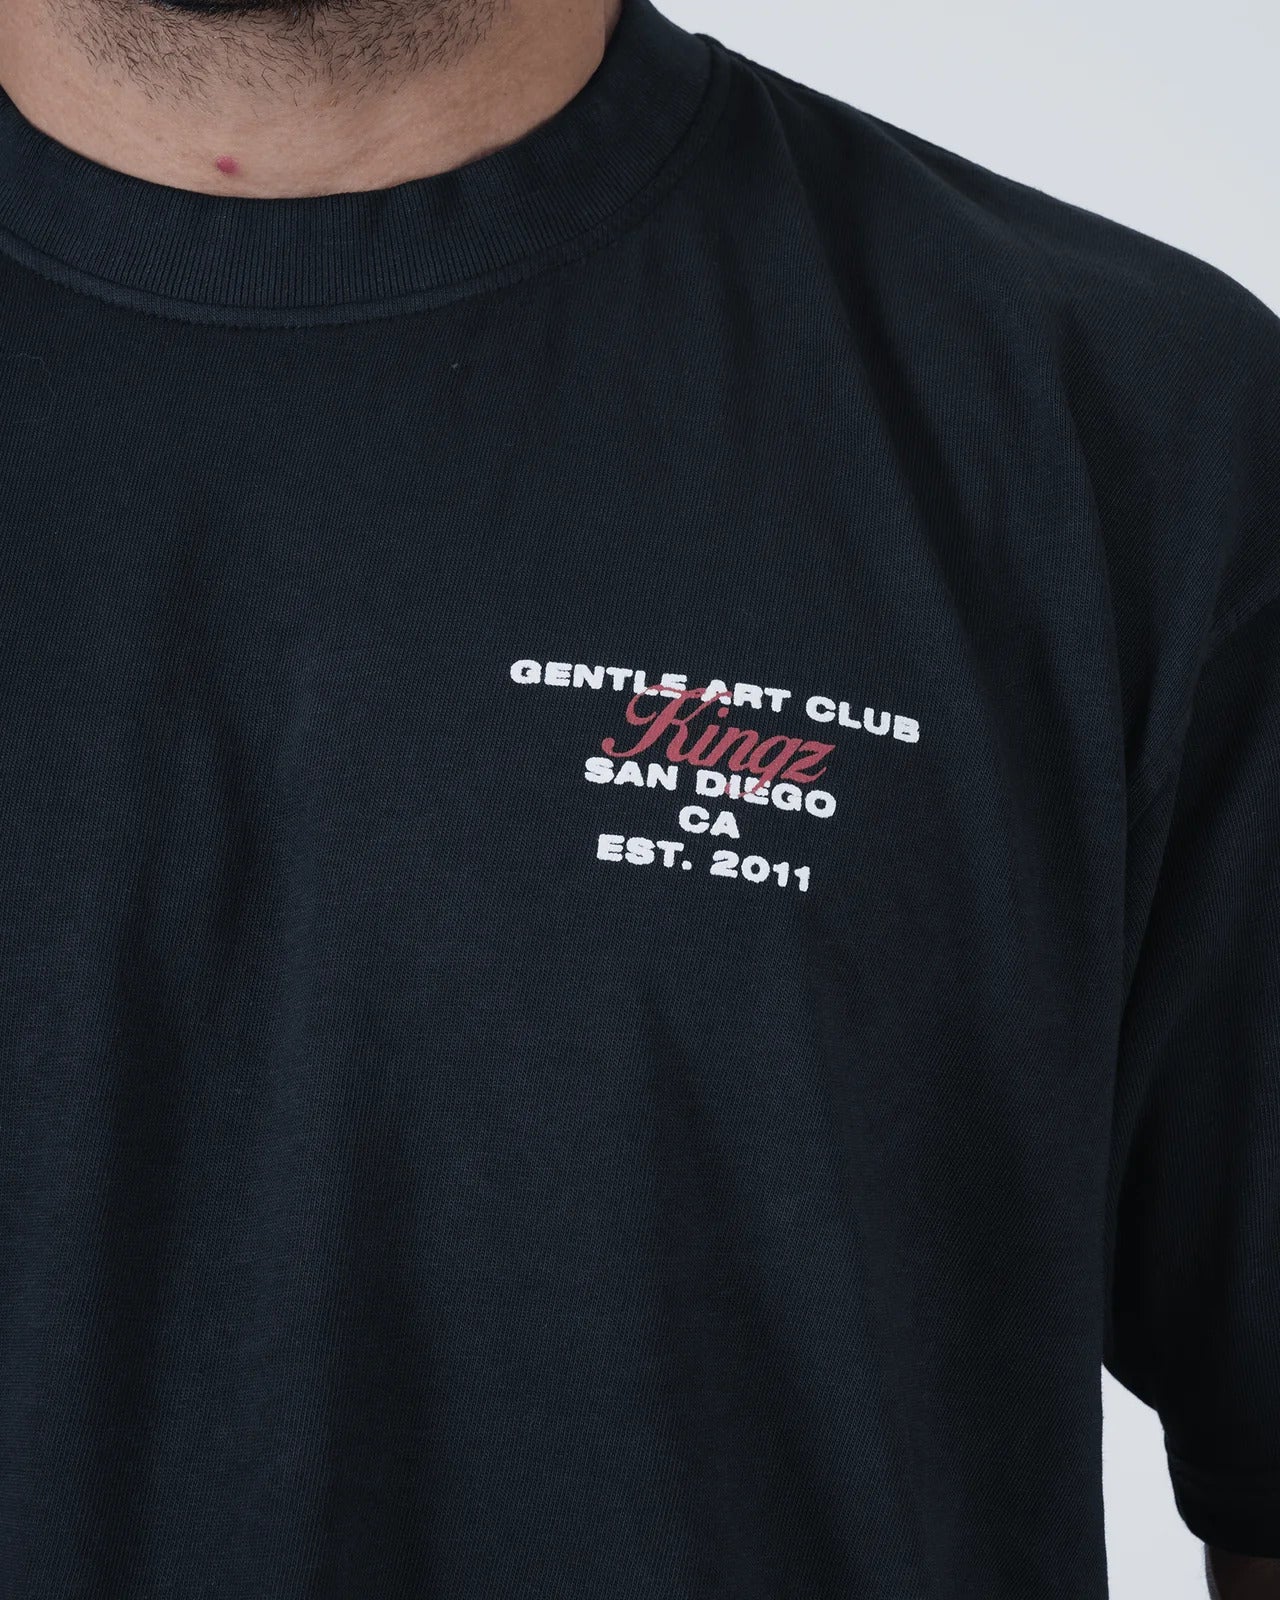 GENTLE ART CLUB
Kingz
SAN DIEGO
CA
EST. 2011